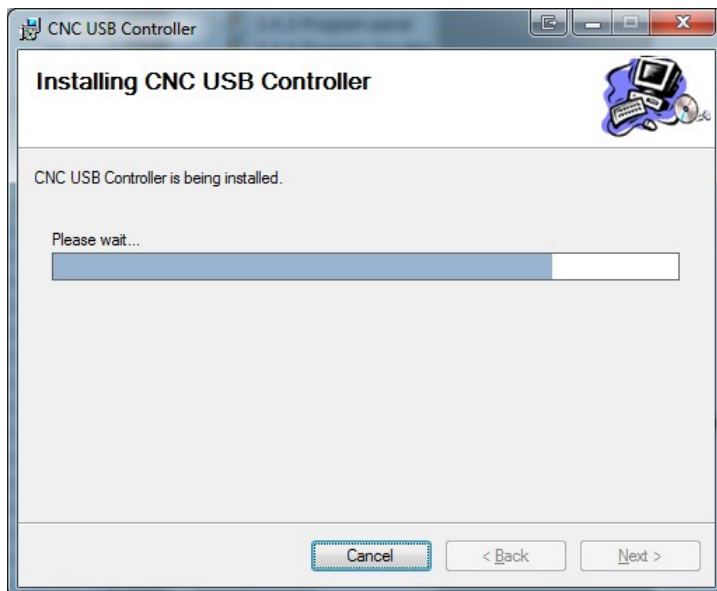 CNC USB Controller
Installing CNC USB Controller
CNC USB Controller is being installed.
Please wait...
Cancel
< Back
Next >